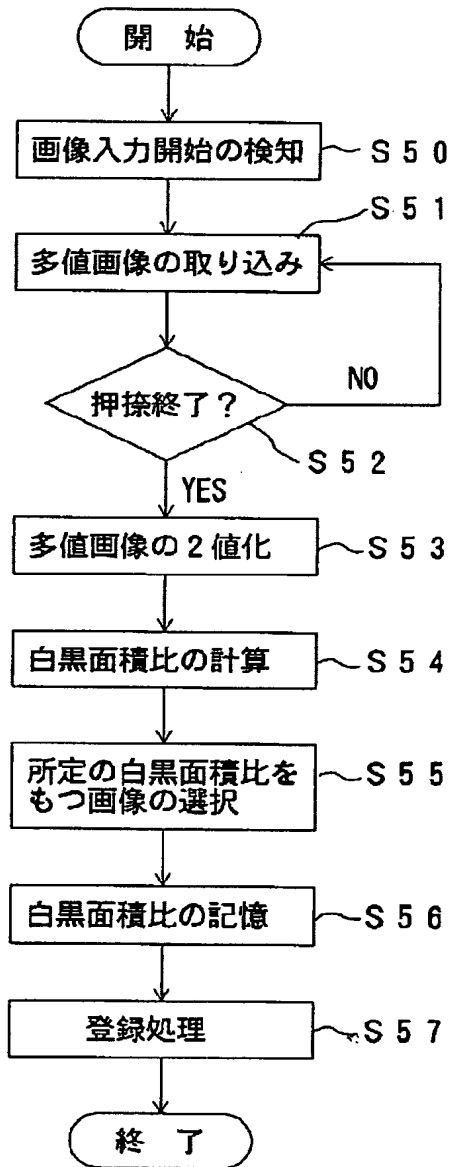 開 始
画像入力開始の検知
S50
S51
多値画像の取り込み
押捺終了?
NO
S52
YES
多値画像の2値化
S53
白黒面積比の計算
S54
所定の白黒面積比を
もつ画像の選択
S55
白黒面積比の記憶
S56
登録処理
S57
終 了